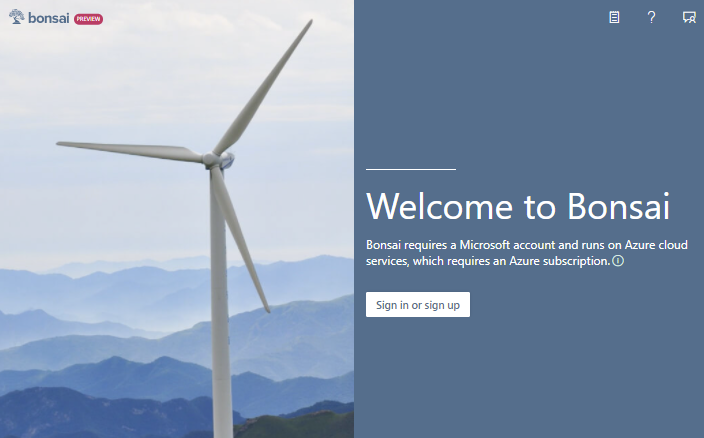 bonsai PREVIEW
Welcome to Bonsai
Bonsai requires a Microsoft account and runs on Azure cloud
services, which requires an Azure subscription.
Sign in or sign up